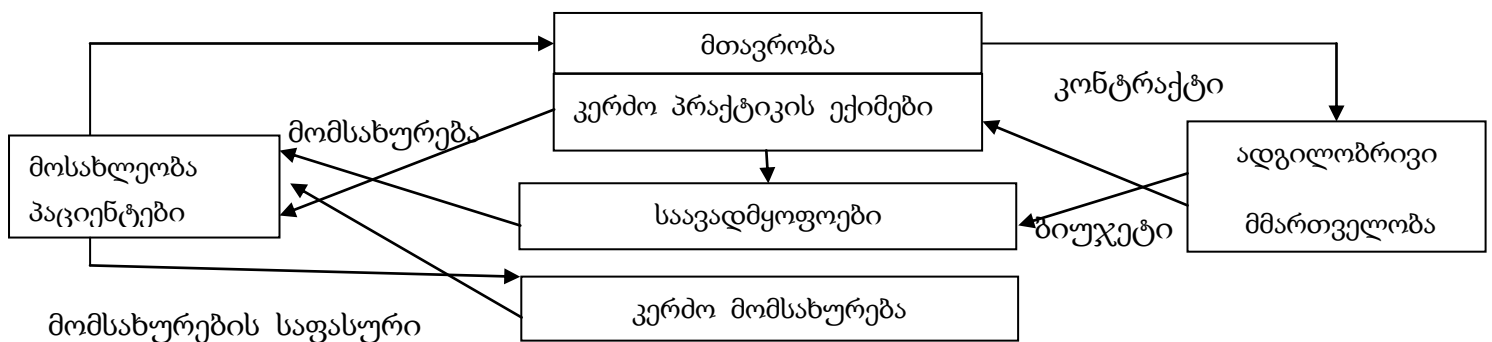 მთავრობა
კერძო პრაქტიკის ექიმები
კონტრაქტი
მომსახურება
მოსახლეობა
პაციენტები
ადგილობრივი
მმართველობა
საავადმყოფოები
ბიუჯეტი
კერძო მომსახურება
მომსახურების საფასური